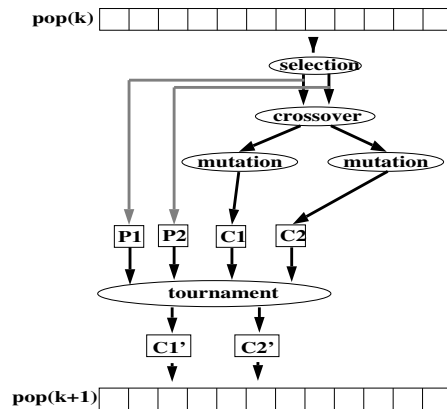 pop(k)
selection
crossover
mutation mutation
P1 P2 C1 C2
tournament
C1' C2'
pop(k+1)